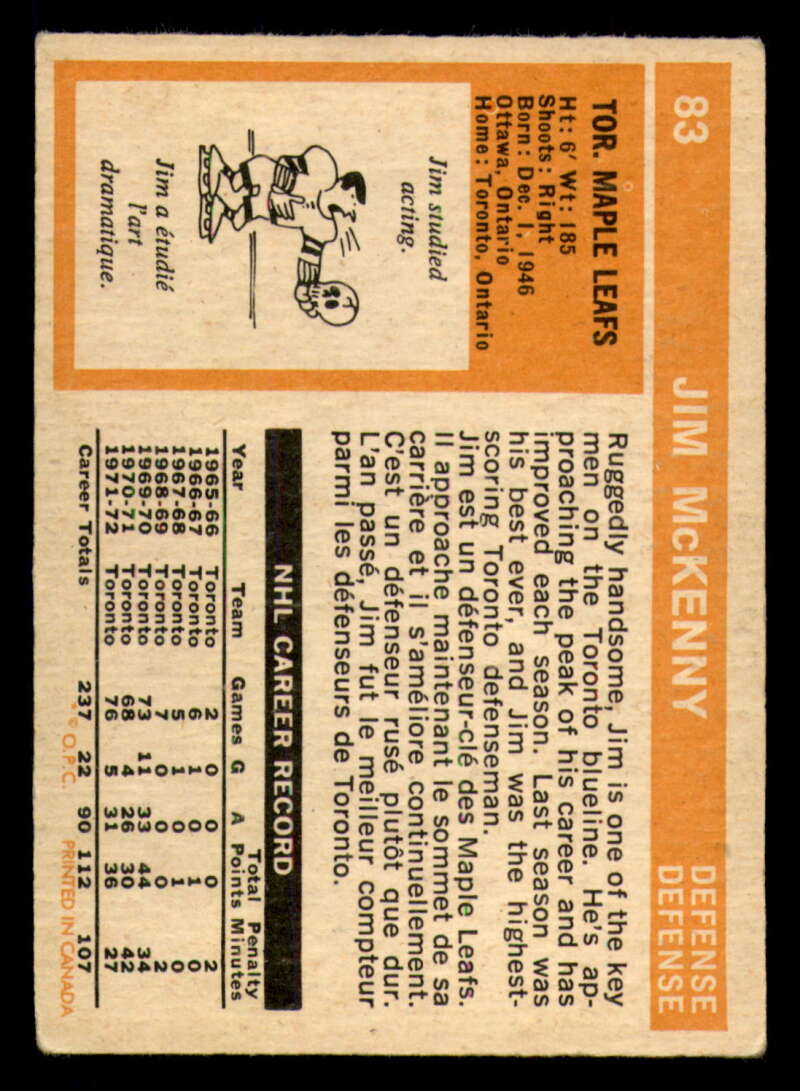 83 JIM McKENNY DEFENSE
DEFENSE
TOR. MAPLE LEAFS
Ht: 6' Wt: 185
Shoots: Right
Born: Dec. 1, 1946
Ottawa, Ontario
Home: Toronto, Ontario
Jim studied
acting.
Jim a étudié
l'art
dramatique.
Ruggedly handsome, Jim is one of the key
men on the Toronto blueline. He's ap-
proaching the peak of his career and has
improved each season. Last season was
his best ever, and Jim was the highest-
scoring Toronto defenseman.
Jim est un défenseur-clé des Maple Leafs.
Il approche maintenant le sommet de sa
carrière et il s'améliore continuellement.
C'est un défenseur rusé plutôt que dur.
L'an passé, Jim fut le meilleur compteur
parmi les défenseurs de Toronto.
NHL CAREER RECORD
Total Penalty
Year Team Games G A Points Minutes
1965-66 Toronto 2 0 0 0 2
1966-67 Toronto 6 1 0 1 0
1967-68 Toronto 5 1 0 1 0
1968-69 Toronto 7 0 0 0 2
1969-70 Toronto 73 11 33 44 34
1970-71 Toronto 68 4 26 30 42
1971-72 Toronto 76 5 31 36 27
Career Totals 237 22 90 112 107
* © O.P.C. PRINTED IN CANADA